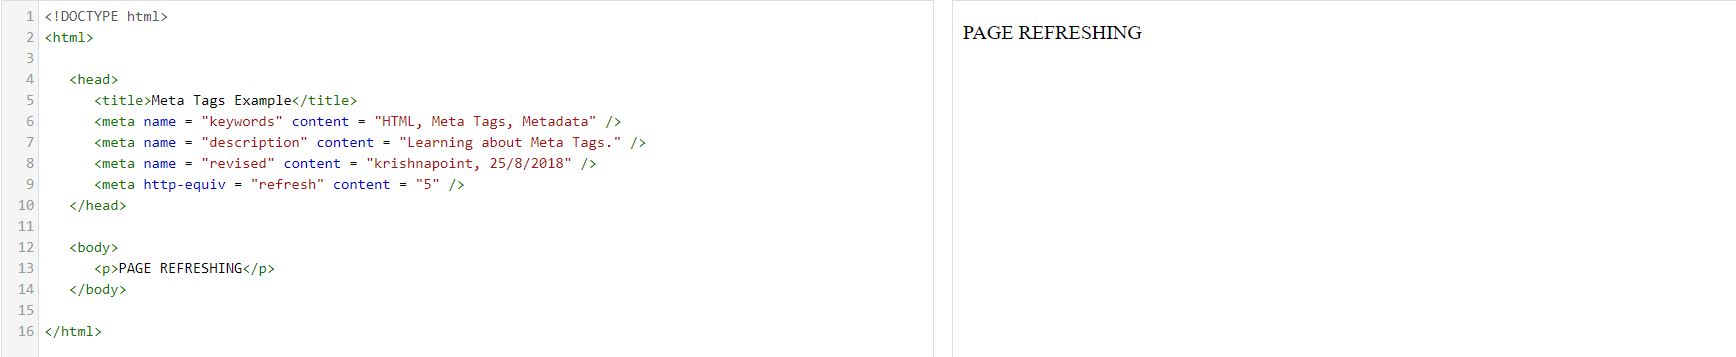 1 <!DOCTYPE html>
2 <html>
3
4    <head>
5       <title>Meta Tags Example</title>
6       <meta name = "keywords" content = "HTML, Meta Tags, Metadata" />
7       <meta name = "description" content = "Learning about Meta Tags." />
8       <meta name = "revised" content = "krishnapoint, 25/8/2018" />
9       <meta http-equiv = "refresh" content = "5" />
10    </head>
11
12    <body>
13       <p>PAGE REFRESHING</p>
14    </body>
15
16 </html>
PAGE REFRESHING